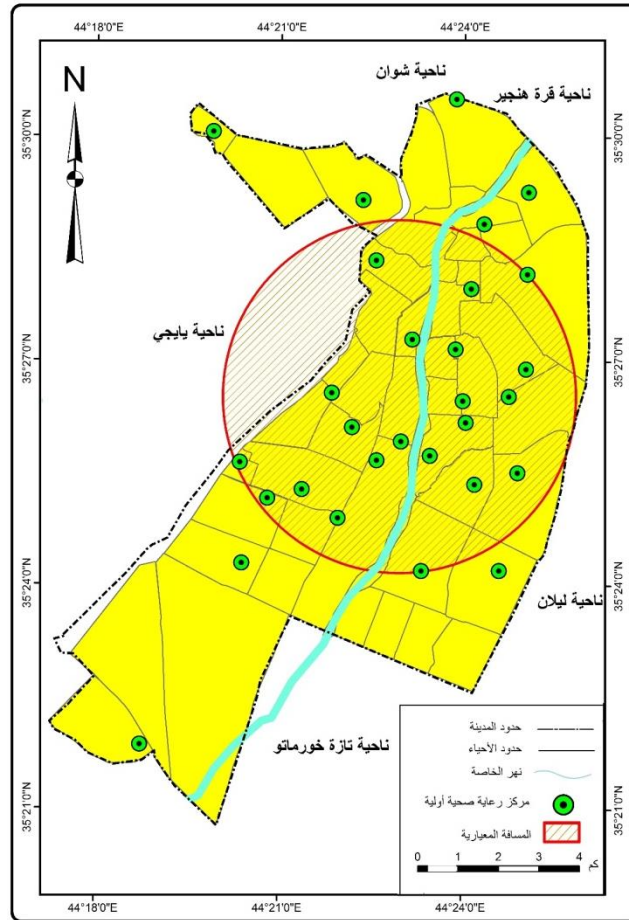 44°18'0"E 44°21'0"E 44°24'0"E
ناحية شوان
ناحية قرة هنجير
N
35°30'0"N 35°30'0"N
ناحية يايجي
35°27'0"N 35°27'0"N
35°24'0"N 35°24'0"N
ناحية ليلان
ناحية تازة خورماتو
حدود المدينة
حدود الأحياء
نهر الخاصة
مركز رعاية صحية أولية
المسافة المعيارية
0 1 2 3 4 كم
35°21'0"N 35°21'0"N
44°18'0"E 44°21'0"E 44°24'0"E